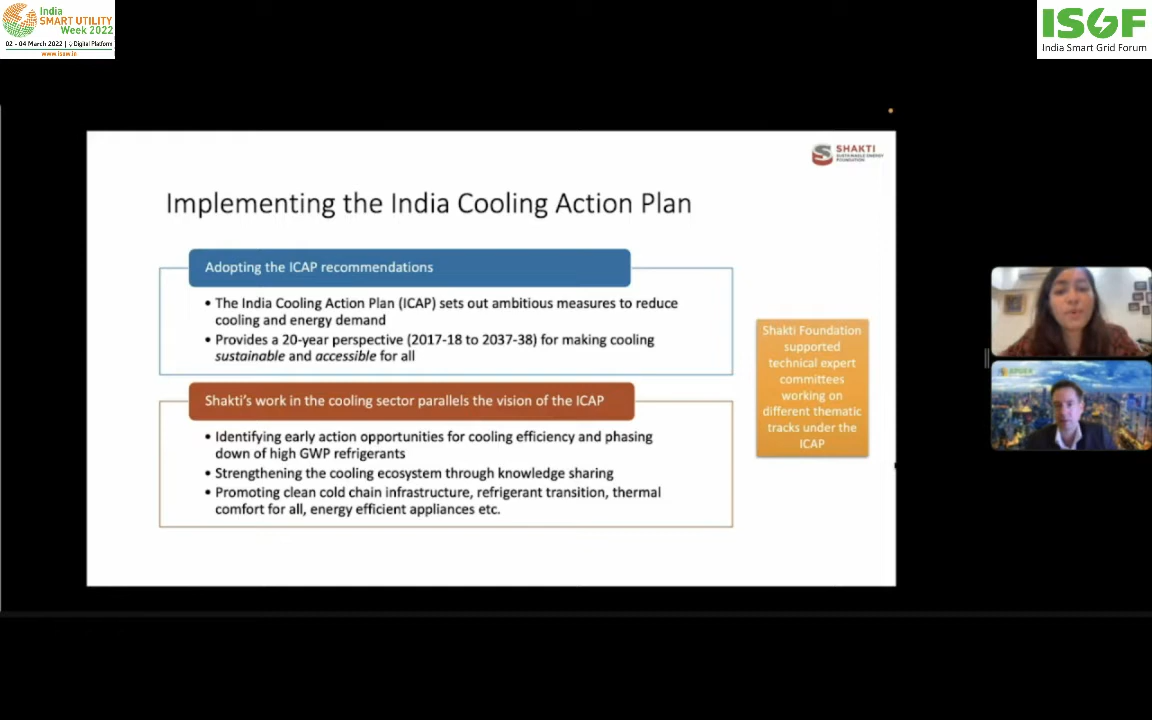 India
SMART UTILITY
Week 2022
02 - 04 March 2022 | Digital Platform
www.isuw.in
ISGF
India Smart Grid Forum
SHAKTI
SUSTAINABLE ENERGY
FOUNDATION
Implementing the India Cooling Action Plan
Adopting the ICAP recommendations
• The India Cooling Action Plan (ICAP) sets out ambitious measures to reduce
cooling and energy demand
• Provides a 20-year perspective (2017-18 to 2037-38) for making cooling
sustainable and accessible for all
Shakti's work in the cooling sector parallels the vision of the ICAP
• Identifying early action opportunities for cooling efficiency and phasing
down of high GWP refrigerants
• Strengthening the cooling ecosystem through knowledge sharing
• Promoting clean cold chain infrastructure, refrigerant transition, thermal
comfort for all, energy efficient appliances etc.
Shakti Foundation
supported
technical expert
committees
working on
different thematic
tracks under the
ICAP